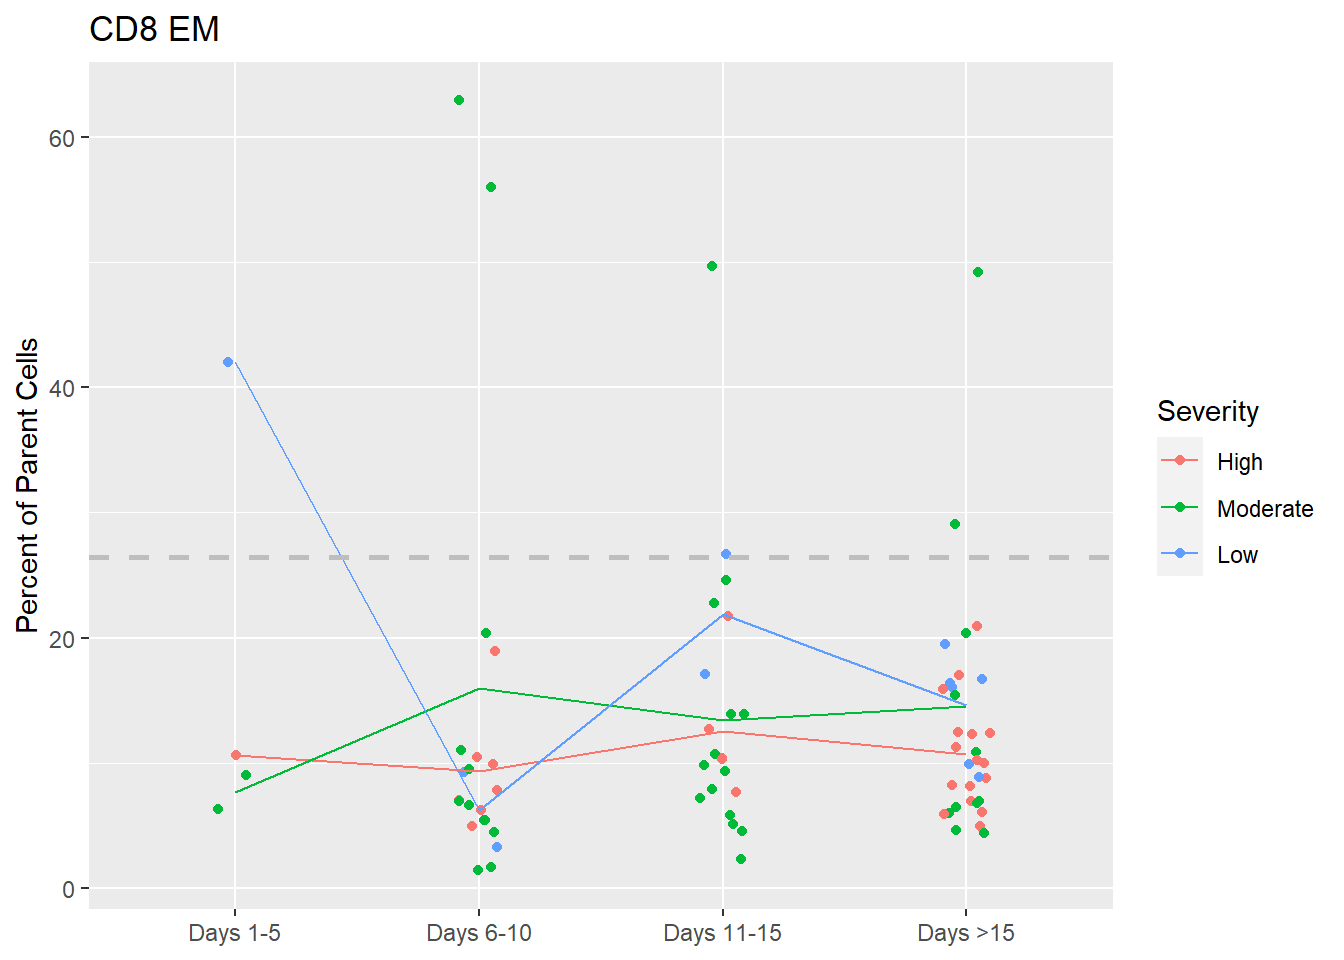 CD8 EM
Percent of Parent Cells
60
40
20
0
Days 1-5
Days 6-10
Days 11-15
Days >15
Severity
High
Moderate
Low